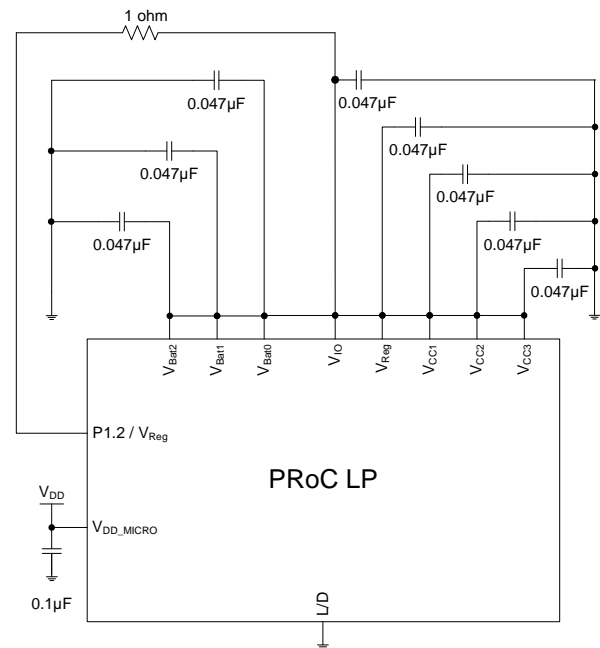 1 ohm
0.047µF
0.047µF
0.047µF
0.047µF
0.047µF
0.047µF
0.047µF
0.047µF
VBat2
VBat1
VBat0
VIO
VReg
VCC1
VCC2
VCC3
P1.2 / VReg
PRoC LP
VDD
VDD_MICRO
0.1µF
L/D